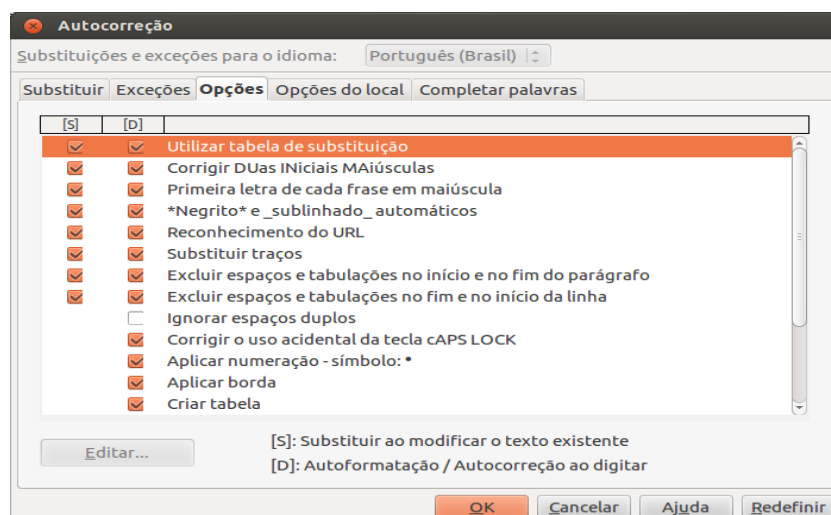 Autocorreção
Substituições e exceções para o idioma: Português (Brasil)
Substituir Exceções Opções Opções do local Completar palavras
[S] [D]
Utilizar tabela de substituição
Corrigir DUas INiciais MAiúsculas
Primeira letra de cada frase em maiúscula
*Negrito* e _sublinhado_ automáticos
Reconhecimento do URL
Substituir traços
Excluir espaços e tabulações no início e no fim do parágrafo
Excluir espaços e tabulações no fim e no início da linha
Ignorar espaços duplos
Corrigir o uso acidental da tecla cAPS LOCK
Aplicar numeração - símbolo: •
Aplicar borda
Criar tabela
Editar...
[S]: Substituir ao modificar o texto existente
[D]: Autoformatação / Autocorreção ao digitar
OK Cancelar Ajuda Redefinir